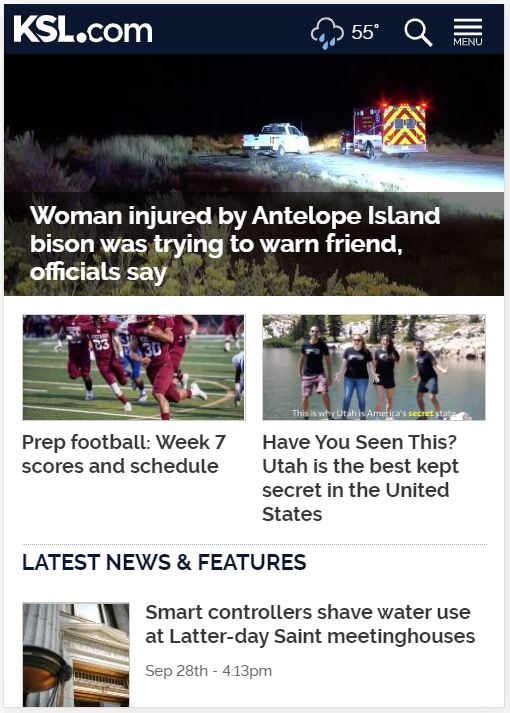 KSL.com
55°
MENU
Woman injured by Antelope Island
bison was trying to warn friend,
officials say
33
30
This is why Utah is America's secret state
Prep football: Week 7
scores and schedule
Have You Seen This?
Utah is the best kept
secret in the United
States
LATEST NEWS & FEATURES
Smart controllers shave water use
at Latter-day Saint meetinghouses
Sep 28th - 4:13pm